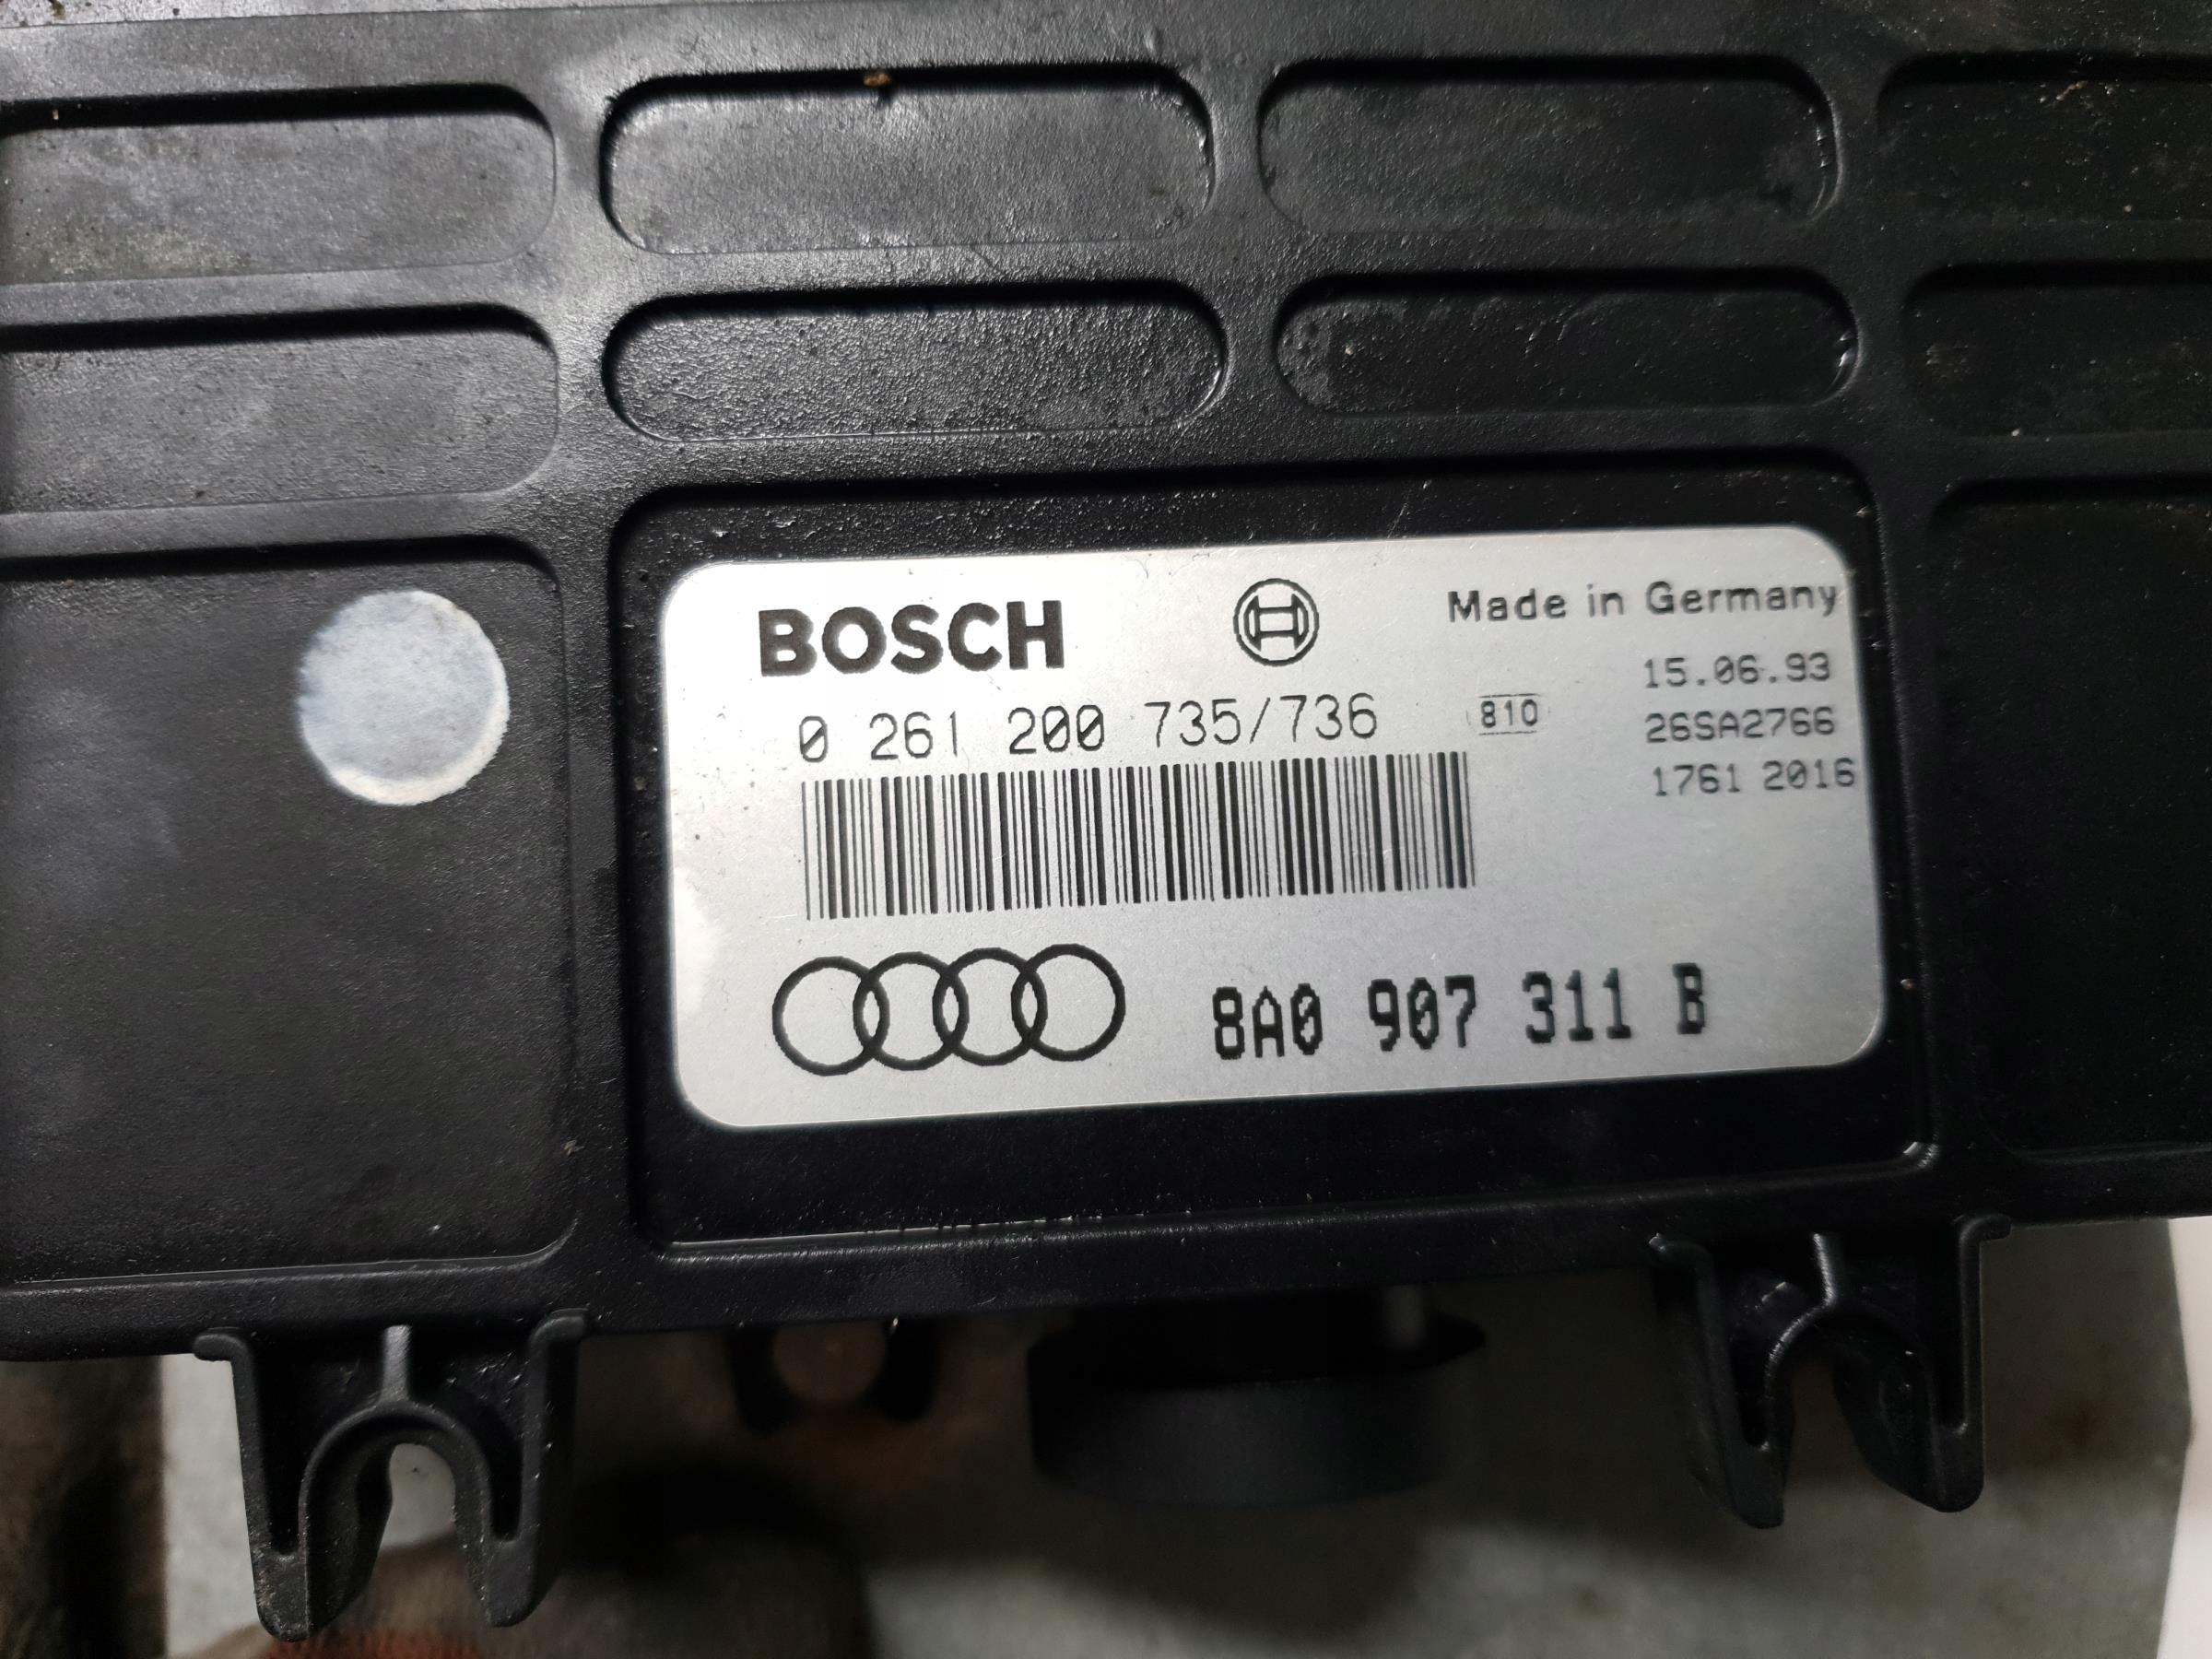 BOSCH
Made in Germany
15.06.93
0 261 200 735/736
810
26SA2766
1761 2016
8A0 907 311 B